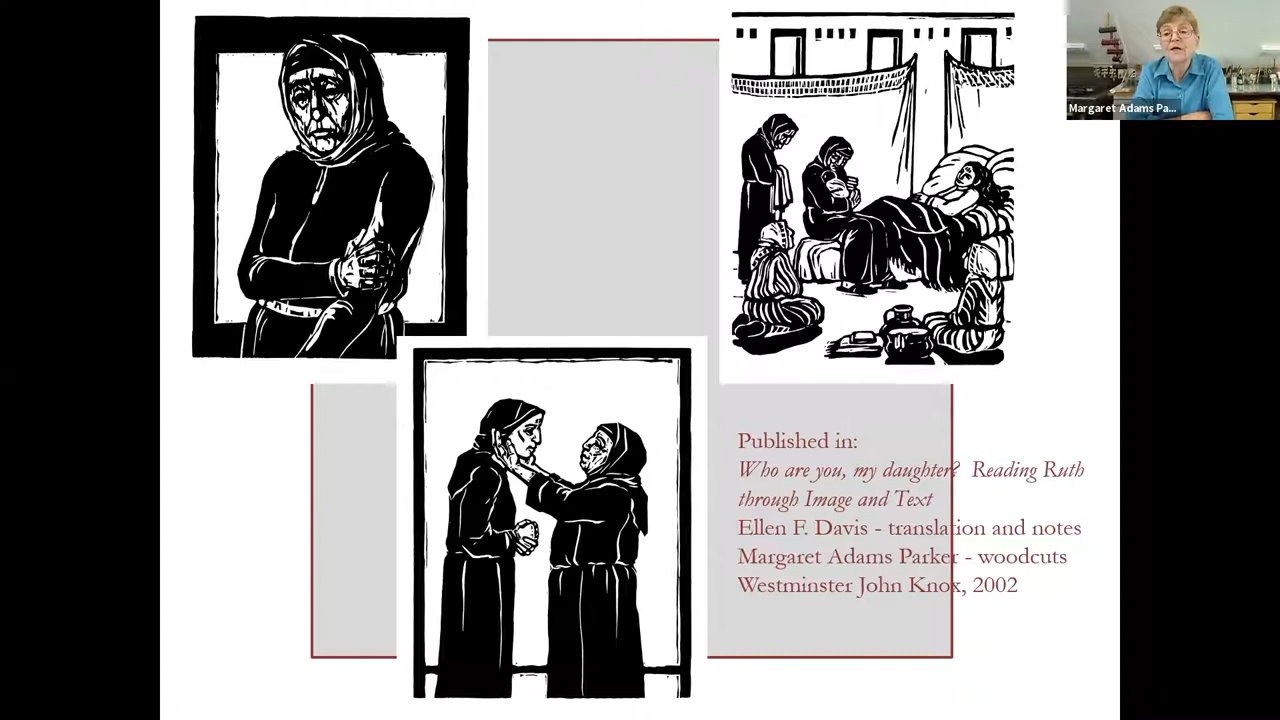 Margaret Adams Pa...
Published in:
Who are you, my daughter? Reading Ruth
through Image and Text
Ellen F. Davis - translation and notes
Margaret Adams Parker - woodcuts
Westminster John Knox, 2002